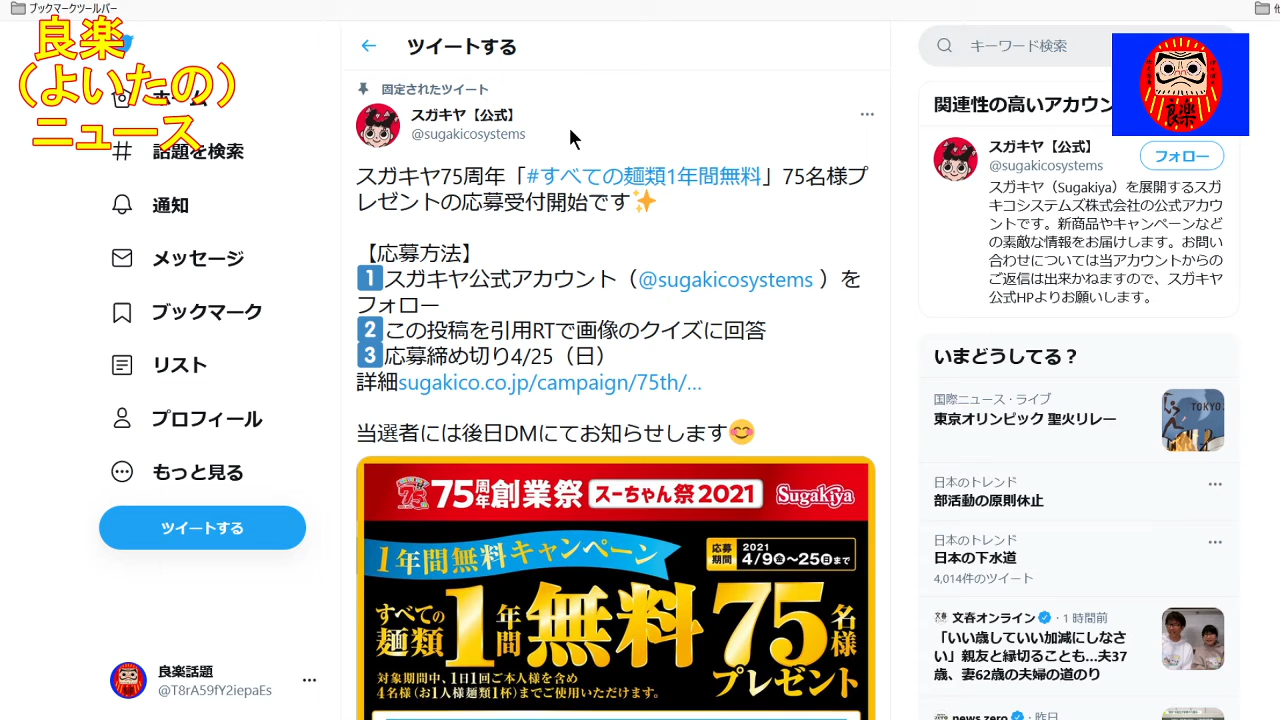 ブックマークツールバー
他
良楽
（よいたの）
ニュース
話題を検索
通知
メッセージ
ブックマーク
リスト
プロフィール
もっと見る
ツイートする
良楽話題
@T8rA59fY2iepaEs
ツイートする
固定されたツイート
スガキヤ【公式】
@sugakicosystems
スガキヤ75周年「#すべての麺類1年間無料」75名様プ
レゼントの応募受付開始です✨
【応募方法】
1️⃣スガキヤ公式アカウント（@sugakicosystems ）を
フォロー
2️⃣この投稿を引用RTで画像のクイズに回答
3️⃣応募締め切り4/25（日）
詳細sugakico.co.jp/campaign/75th/…
当選者には後日DMにてお知らせします😊
75周年創業祭 スーちゃん祭2021 Sugakiya
1年間無料キャンペーン
応募期間 2021 4/9金～25日まで
すべての麺類1年間無料75名様
プレゼント
対象期間中、1日1回ご本人様を含め
4名様（お1人様麺類1杯）までご使用いただけます。
キーワード検索
良楽
関連性の高いアカウン
スガキヤ【公式】
@sugakicosystems
フォロー
スガキヤ（Sugakiya）を展開するスガ
キコシステムズ株式会社の公式アカウ
ントです。新商品やキャンペーンなど
の素敵な情報をお届けします。お問い
合わせについては当アカウントからの
ご返信は出来かねますので、スガキヤ
公式HPよりお願いします。
いまどうしてる？
国際ニュース・ライブ
東京オリンピック 聖火リレー
TOKYO
日本のトレンド
部活動の原則休止
日本のトレンド
日本の下水道
4,014件のツイート
文春 文春オンライン・1 時間前
「いい歳していい加減にしなさ
い」親友と縁切ることも…夫37
歳、妻62歳の夫婦の道のり
news zero・昨日